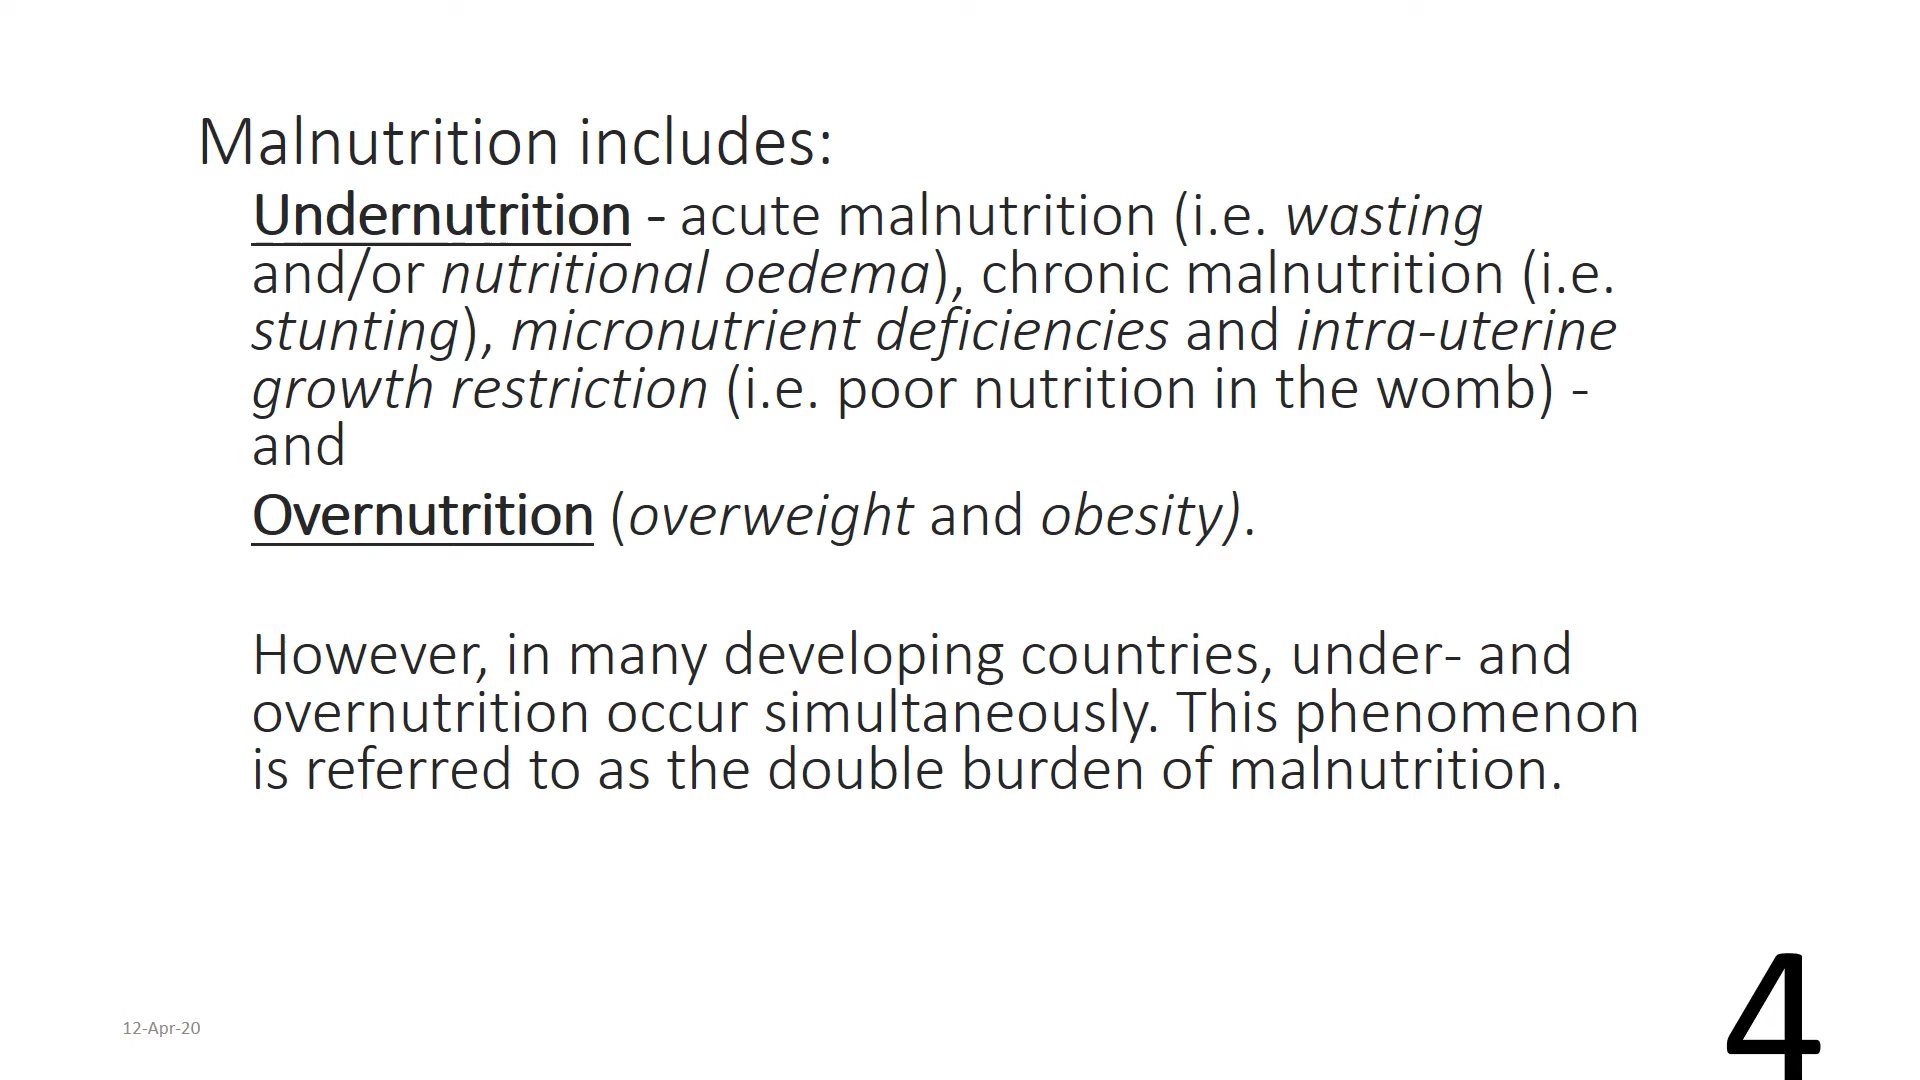 Malnutrition includes:
Undernutrition - acute malnutrition (i.e. wasting
and/or nutritional oedema), chronic malnutrition (i.e.
stunting), micronutrient deficiencies and intra-uterine
growth restriction (i.e. poor nutrition in the womb) -
and
Overnutrition (overweight and obesity).
However, in many developing countries, under- and
overnutrition occur simultaneously. This phenomenon
is referred to as the double burden of malnutrition.
12-Apr-20
4